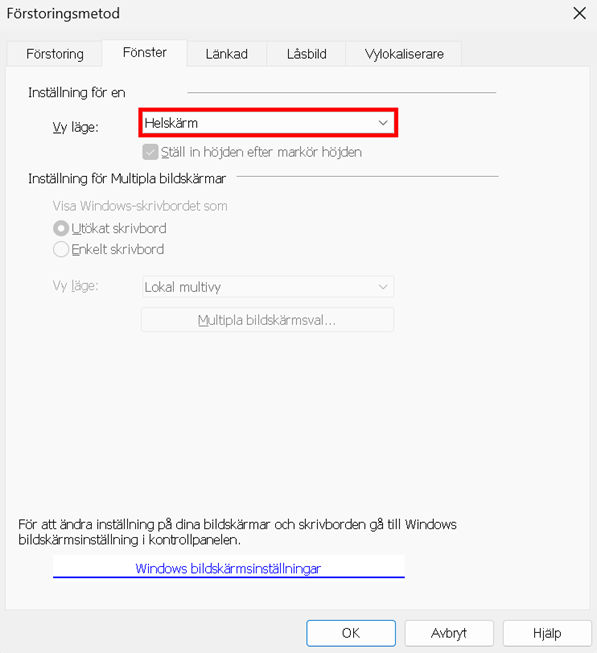 Förstoringsmetod
Förstoring
Fönster
Länkad
Låsbild
Vylokaliserare
Inställning för en
Vy läge:
Helskärm
Ställ in höjden efter markör höjden
Inställning för Multipla bildskärmar
Visa Windows-skrivbordet som
Utökat skrivbord
Enkelt skrivbord
Vy läge:
Lokal multivy
Multipla bildskärmsval...
För att ändra inställning på dina bildskärmar och skrivborden gå till Windows
bildskärmsinställning i kontrollpanelen.
Windows bildskärmsinställningar
OK
Avbryt
Hjälp